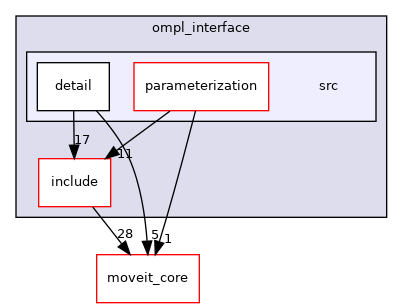 ompl_interface
detail
parameterization
src
17
11
include
28
5
1
moveit_core